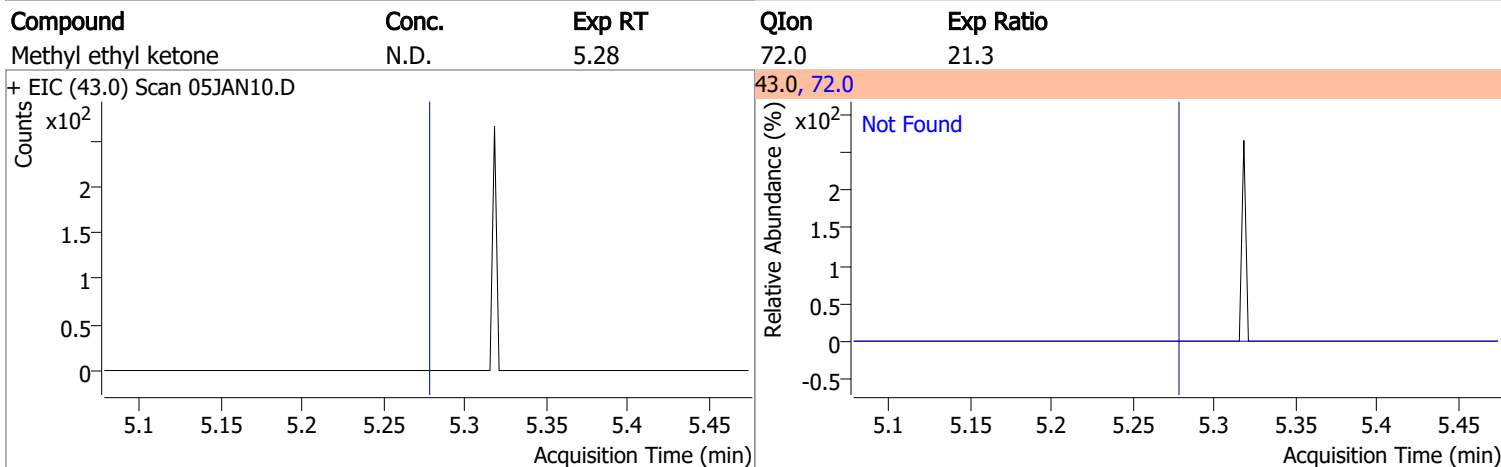 Compound Conc. Exp RT QIon Exp Ratio
Methyl ethyl ketone N.D. 5.28 72.0 21.3
+ EIC (43.0) Scan 05JAN10.D
Counts
x10²
2
1.5
1
0.5
0
5.1 5.15 5.2 5.25 5.3 5.35 5.4 5.45
Acquisition Time (min)
43.0, 72.0
Relative Abundance (%)
x10²
Not Found
2
1.5
1
0.5
0
-0.5
5.1 5.15 5.2 5.25 5.3 5.35 5.4 5.45
Acquisition Time (min)